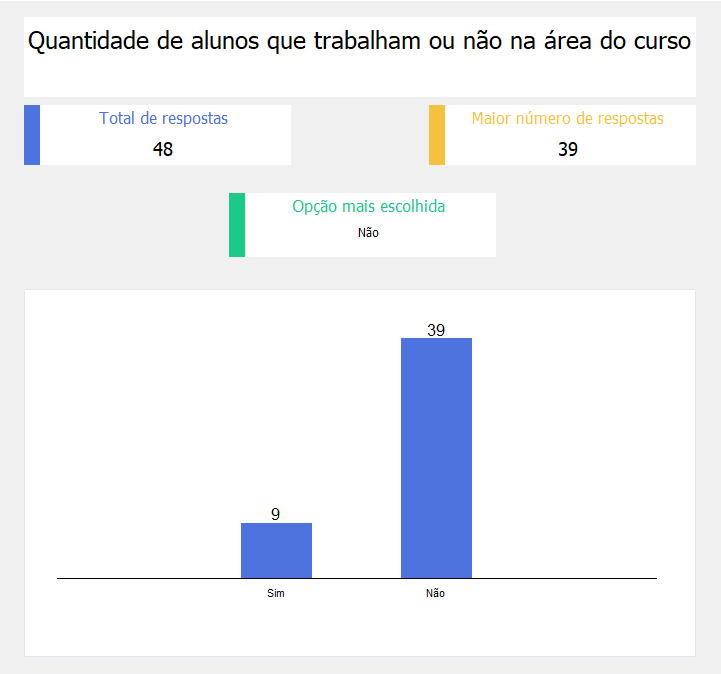 Quantidade de alunos que trabalham ou não na área do curso
Total de respostas
48
Maior número de respostas
39
Opção mais escolhida
Não
39
9
Sim
Não